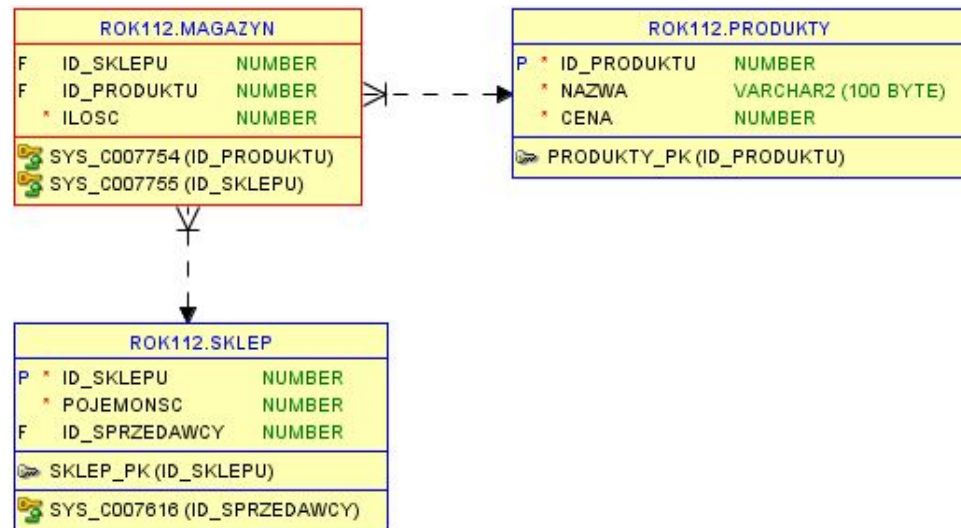 ROK112.MAGAZYN
F ID_SKLEPU NUMBER
F ID_PRODUKTU NUMBER
* ILOSC NUMBER
SYS_C007754 (ID_PRODUKTU)
SYS_C007755 (ID_SKLEPU)
ROK112.PRODUKTY
P * ID_PRODUKTU NUMBER
* NAZWA VARCHAR2 (100 BYTE)
* CENA NUMBER
PRODUKTY_PK (ID_PRODUKTU)
ROK112.SKLEP
P * ID_SKLEPU NUMBER
* POJEMONSC NUMBER
F ID_SPRZEDAWCY NUMBER
SKLEP_PK (ID_SKLEPU)
SYS_C007616 (ID_SPRZEDAWCY)